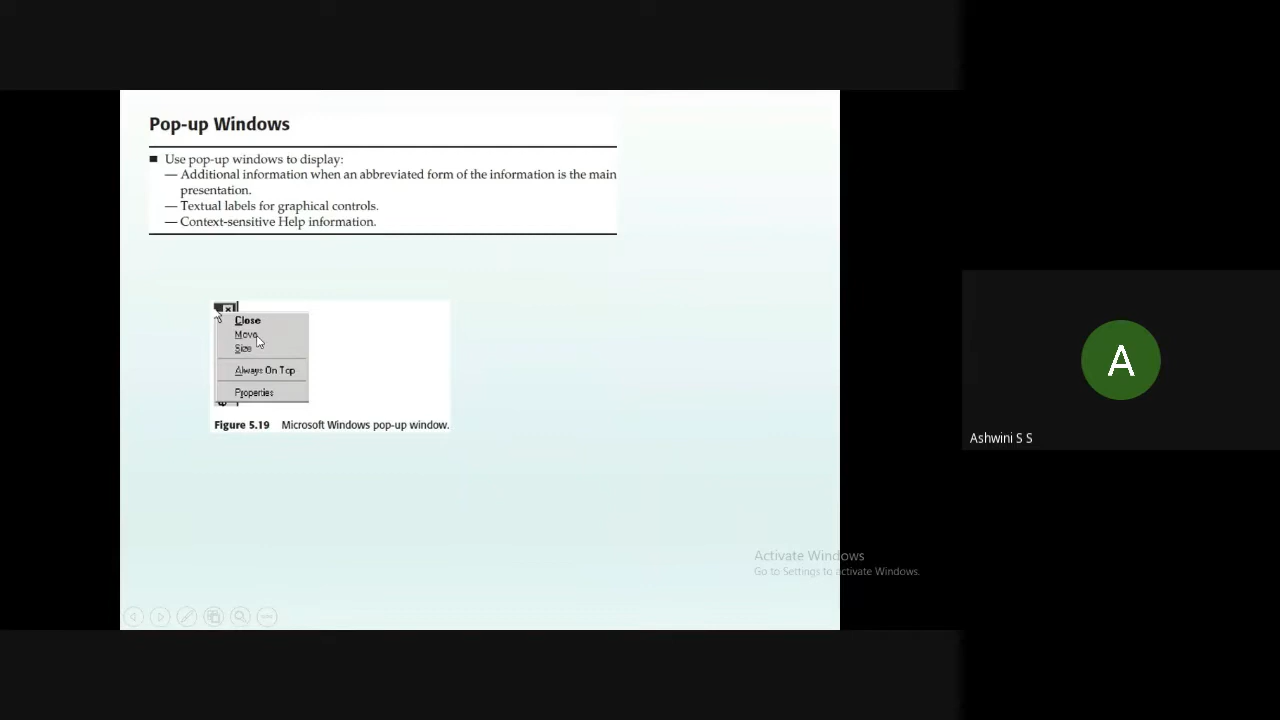 Pop-up Windows
■ Use pop-up windows to display:
— Additional information when an abbreviated form of the information is the main
presentation.
— Textual labels for graphical controls.
— Context-sensitive Help information.
Close
Move
Size
Always On Top
Properties
Figure 5.19 Microsoft Windows pop-up window.
A
Ashwini S S
Activate Windows
Go to Settings to activate Windows.